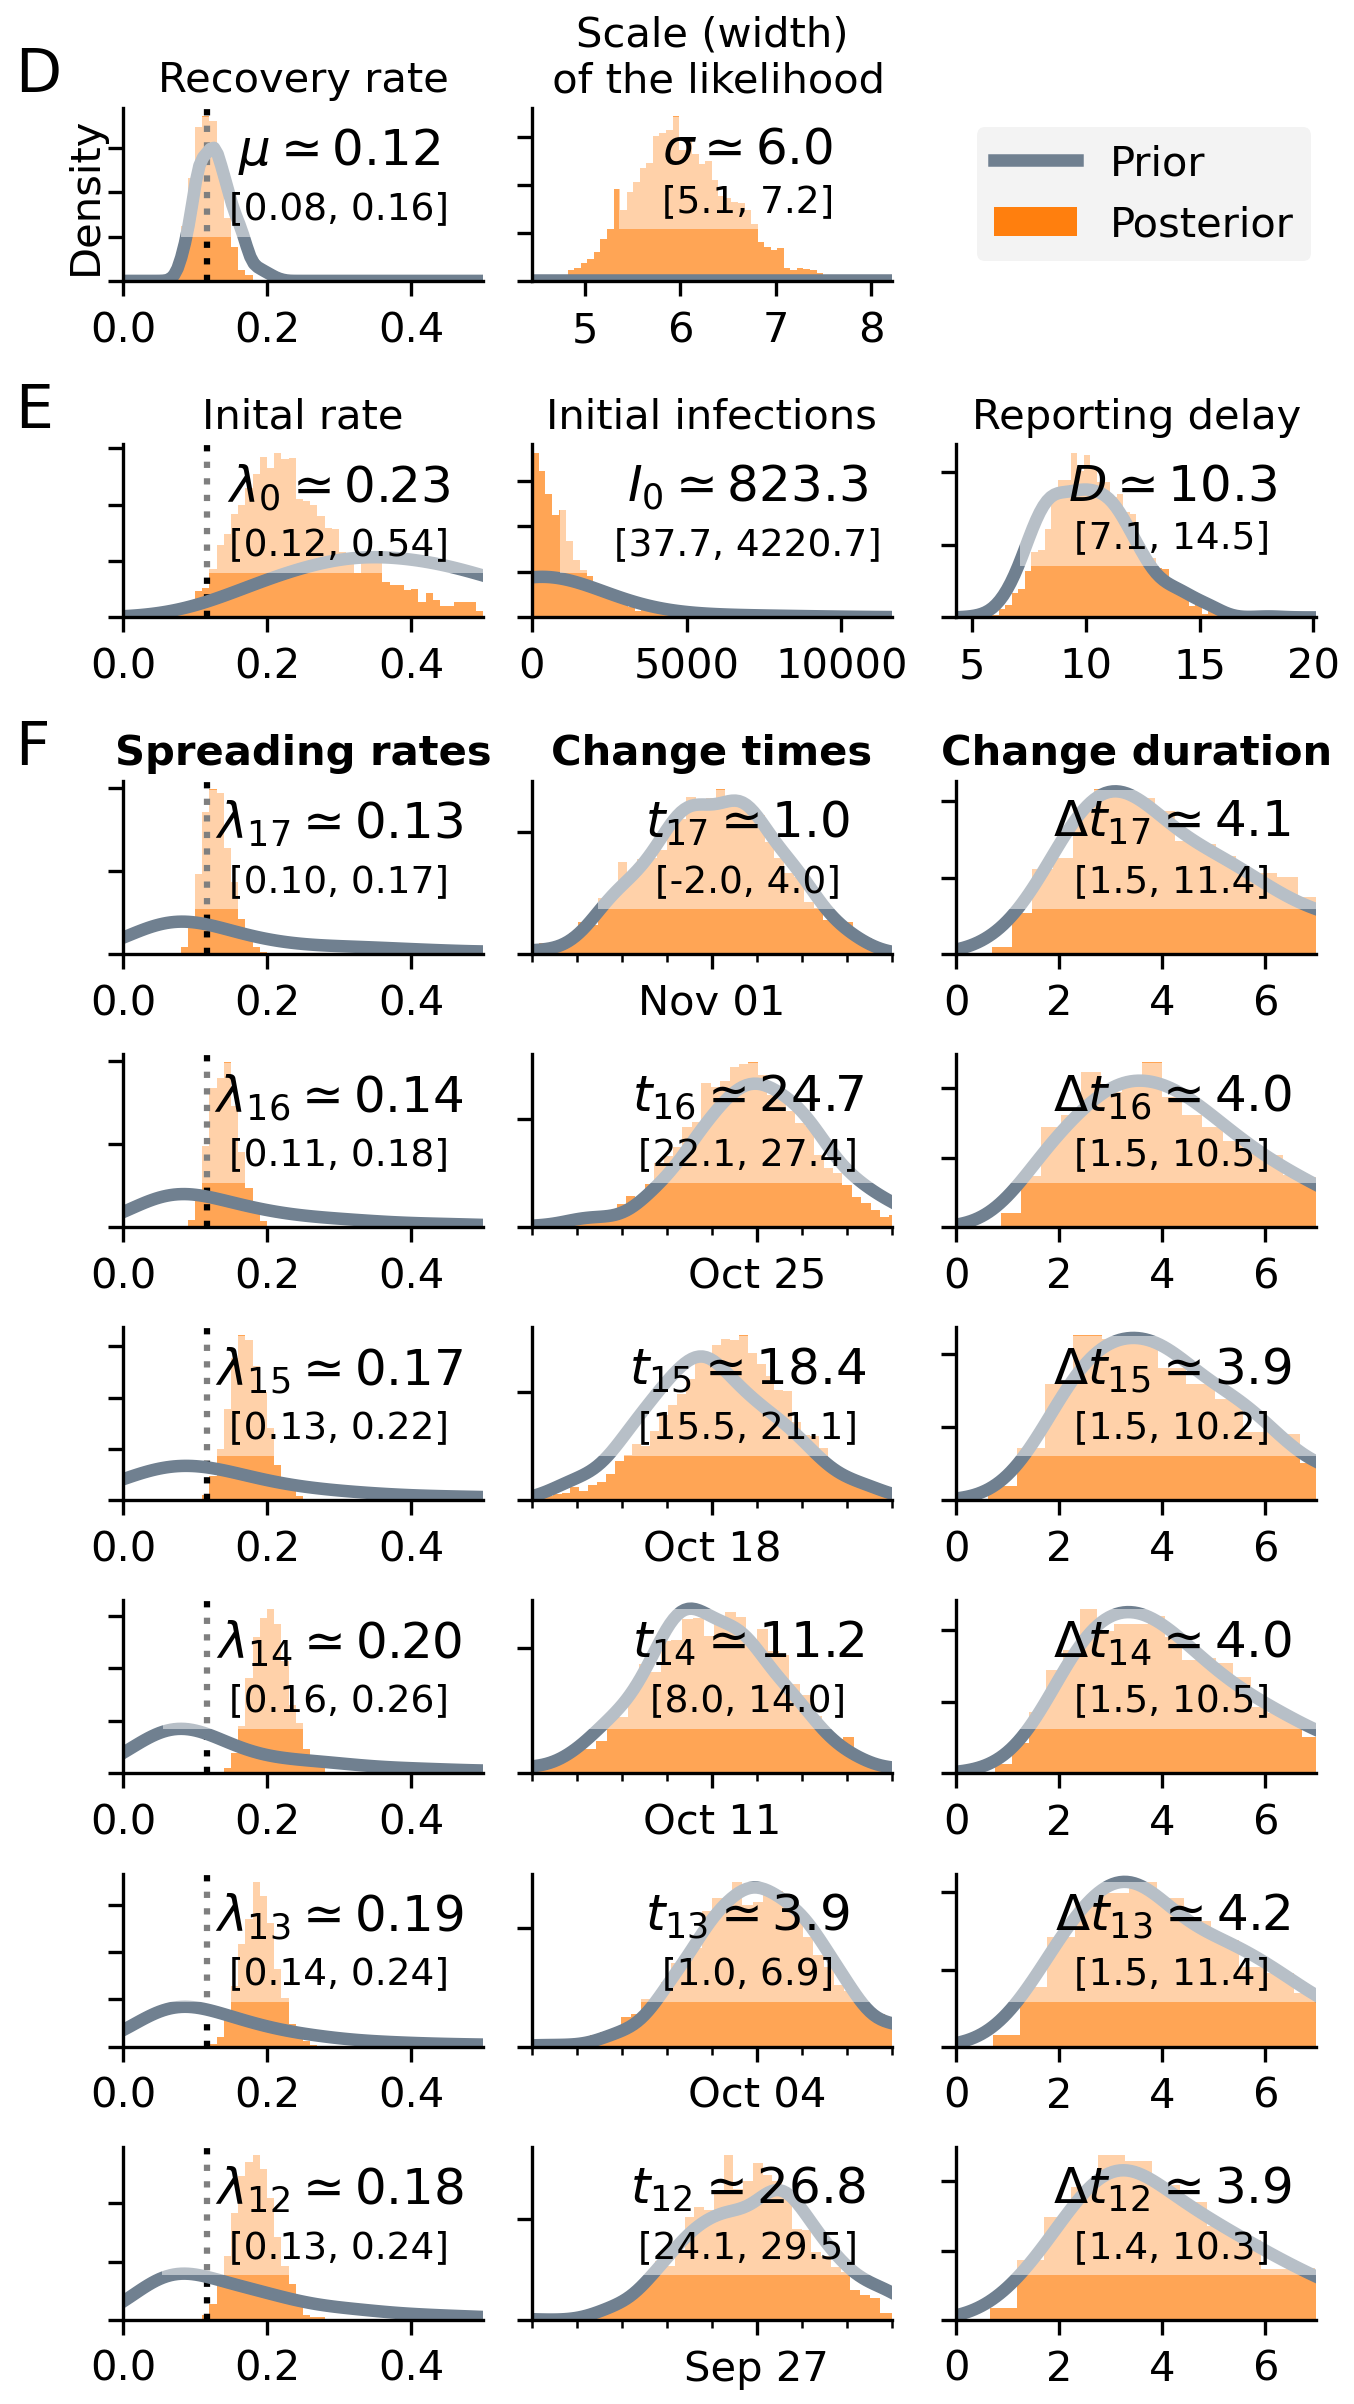 D
Recovery rate
Scale (width)
of the likelihood
Density
μ ≃ 0.12
[0.08, 0.16]
σ ≃ 6.0
[5.1, 7.2]
Prior
Posterior
0.0 0.2 0.4
5 6 7 8
E
Inital rate
Initial infections
Reporting delay
λ0 ≃ 0.23
[0.12, 0.54]
I0 ≃ 823.3
[37.7, 4220.7]
D ≃ 10.3
[7.1, 14.5]
0.0 0.2 0.4
0 5000 10000
5 10 15 20
F
Spreading rates
Change times
Change duration
λ17 ≃ 0.13
[0.10, 0.17]
t17 ≃ 1.0
[-2.0, 4.0]
Δt17 ≃ 4.1
[1.5, 11.4]
0.0 0.2 0.4
Nov 01
0 2 4 6
λ16 ≃ 0.14
[0.11, 0.18]
t16 ≃ 24.7
[22.1, 27.4]
Δt16 ≃ 4.0
[1.5, 10.5]
0.0 0.2 0.4
Oct 25
0 2 4 6
λ15 ≃ 0.17
[0.13, 0.22]
t15 ≃ 18.4
[15.5, 21.1]
Δt15 ≃ 3.9
[1.5, 10.2]
0.0 0.2 0.4
Oct 18
0 2 4 6
λ14 ≃ 0.20
[0.16, 0.26]
t14 ≃ 11.2
[8.0, 14.0]
Δt14 ≃ 4.0
[1.5, 10.5]
0.0 0.2 0.4
Oct 11
0 2 4 6
λ13 ≃ 0.19
[0.14, 0.24]
t13 ≃ 3.9
[1.0, 6.9]
Δt13 ≃ 4.2
[1.5, 11.4]
0.0 0.2 0.4
Oct 04
0 2 4 6
λ12 ≃ 0.18
[0.13, 0.24]
t12 ≃ 26.8
[24.1, 29.5]
Δt12 ≃ 3.9
[1.4, 10.3]
0.0 0.2 0.4
Sep 27
0 2 4 6